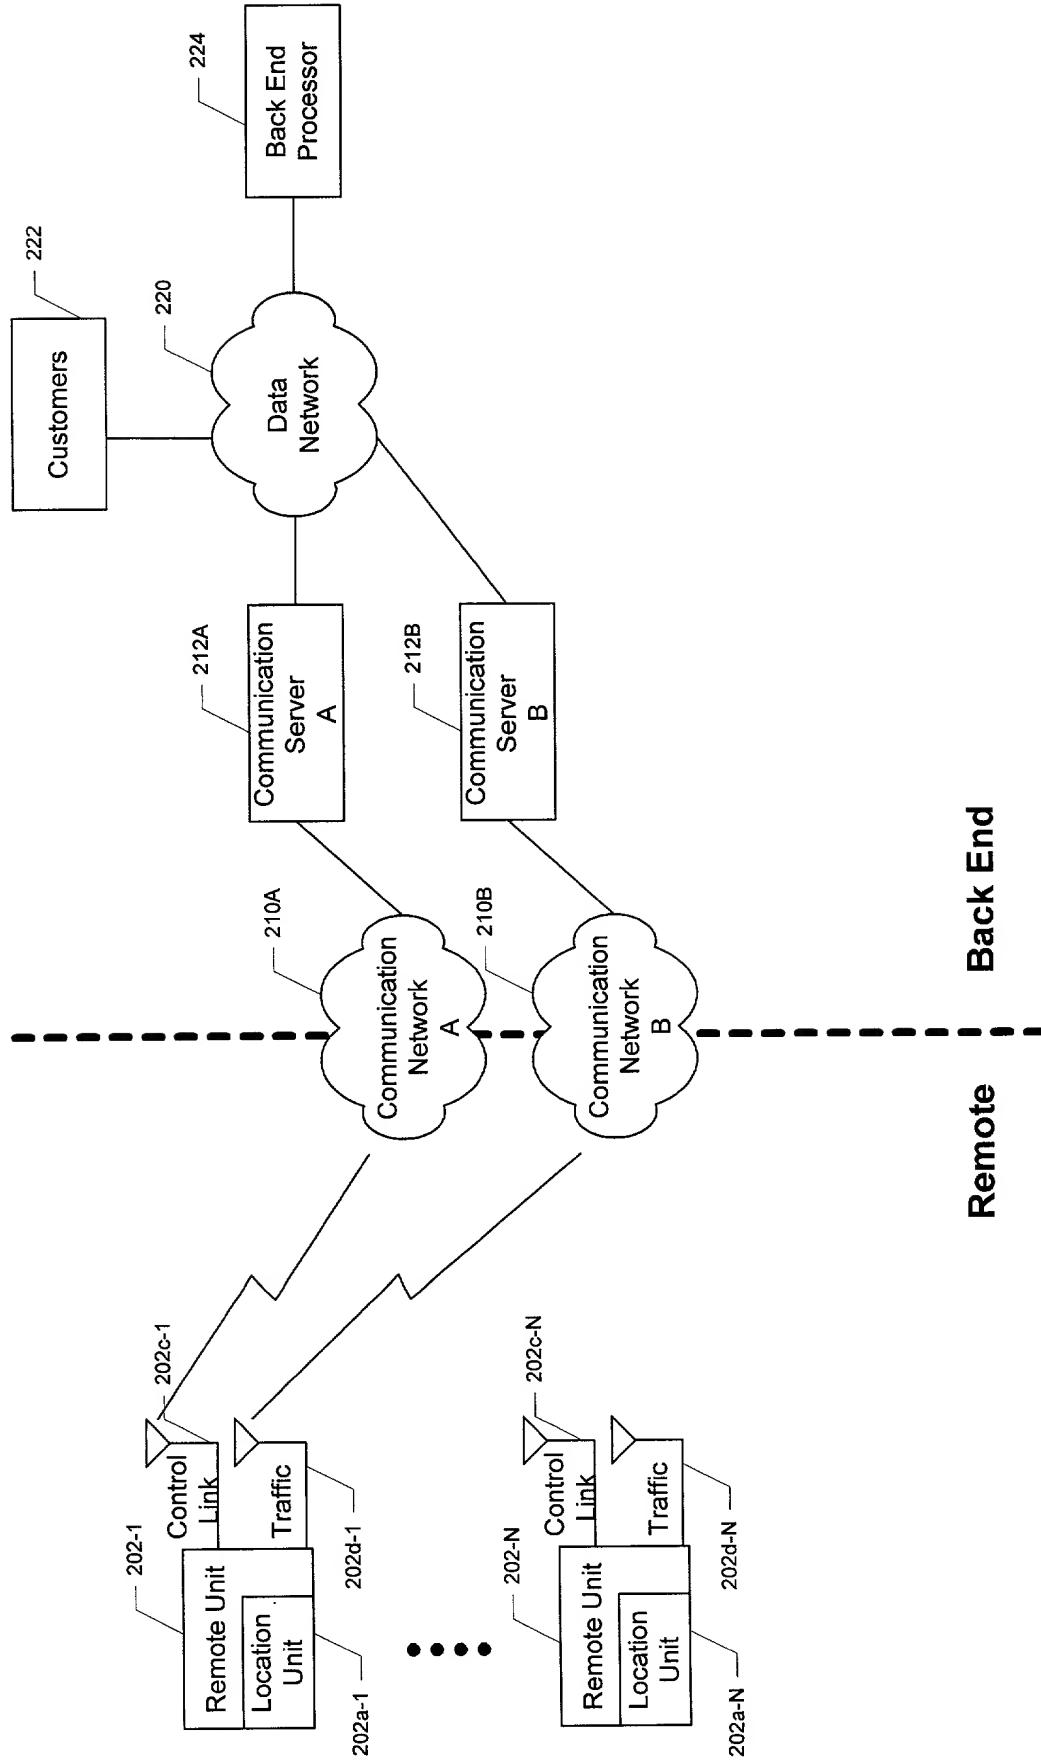 202-1
Remote Unit
Location
Unit
202a-1
Control
Link
202c-1
Traffic
202d-1
202-N
Remote Unit
Location
Unit
202a-N
Control
Link
202c-N
Traffic
202d-N
210A
Communication
Network
A
210B
Communication
Network
B
212A
Communication
Server
A
212B
Communication
Server
B
220
Data
Network
222
Customers
224
Back End
Processor
Remote
Back End